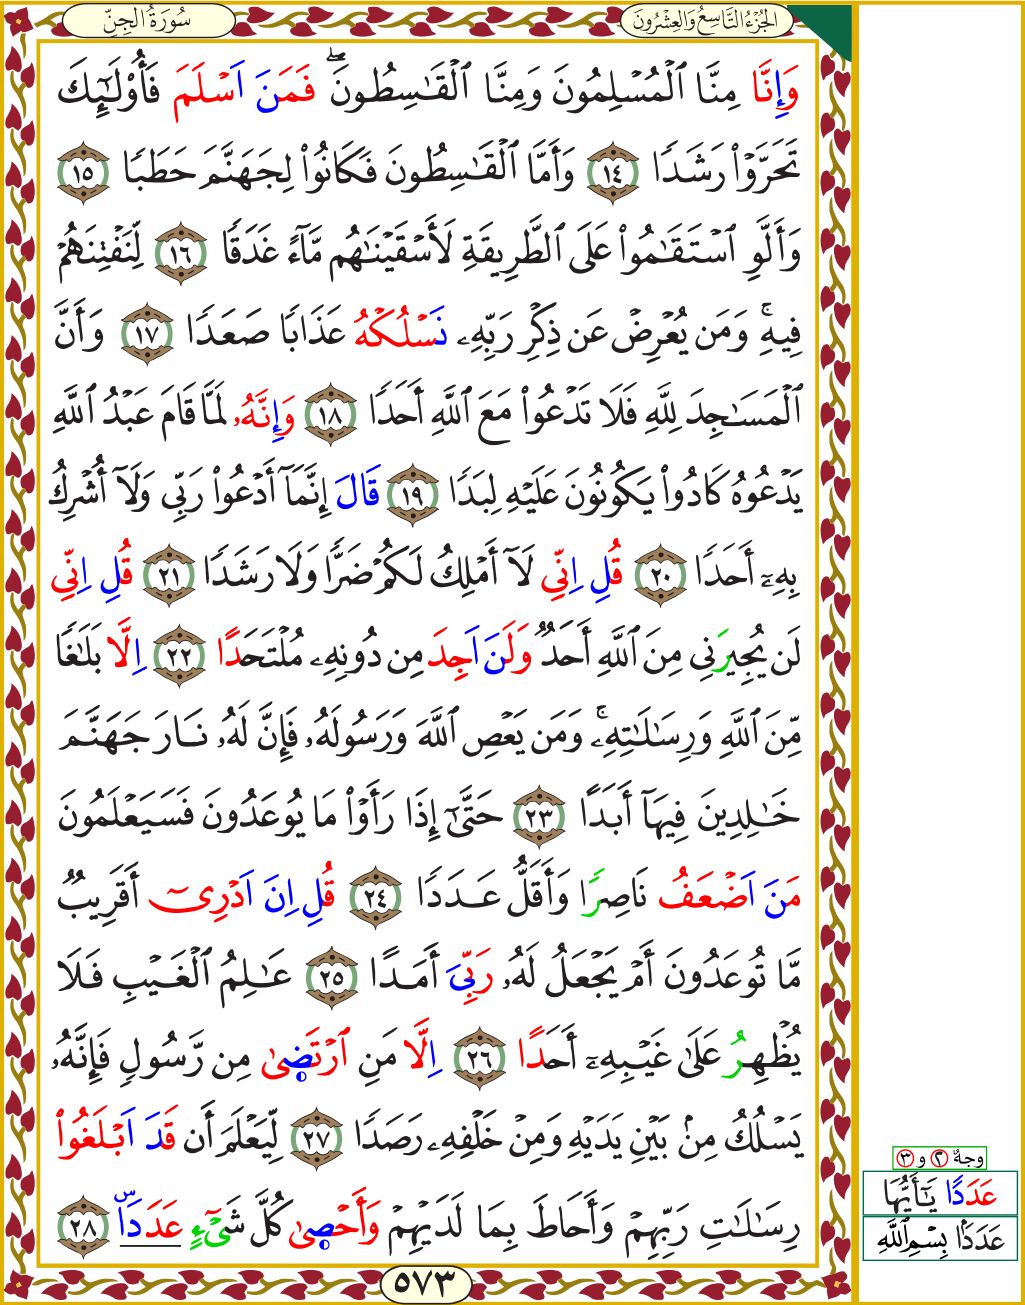 الجُزْءُ التَّاسِعُ وَالعِشْرُونَ
سُورَةُ الجِنِّ
وَإِنَّا مِنَّا ٱلْمُسْلِمُونَ وَمِنَّا ٱلْقَٰسِطُونَۖ فَمَنَ اَسْلَمَ فَأُوْلَٰٓئِكَ
تَحَرَّوْاْ رَشَدٗا ١٤ وَأَمَّا ٱلْقَٰسِطُونَ فَكَانُواْ لِجَهَنَّمَ حَطَبٗا ١٥
وَأَلَّوِ ٱسْتَقَٰمُواْ عَلَى ٱلطَّرِيقَةِ لَأَسْقَيْنَٰهُم مَّآءً غَدَقٗا ١٦ لِّنَفْتِنَهُمْ
فِيهِۚ وَمَن يُعْرِضْ عَن ذِكْرِ رَبِّهِۦ نَسْلُكْهُ عَذَابٗا صَعَدٗا ١٧ وَأَنَّ
ٱلْمَسَٰجِدَ لِلَّهِ فَلَا تَدْعُواْ مَعَ ٱللَّهِ أَحَدٗا ١٨ وَإِنَّهُۥ لَمَّا قَامَ عَبْدُ ٱللَّهِ
يَدْعُوهُ كَادُواْ يَكُونُونَ عَلَيْهِ لِبَدٗا ١٩ قَالَ إِنَّمَآ أَدْعُواْ رَبِّي وَلَآ أُشْرِكُ
بِهِۦٓ أَحَدٗا ٢٠ قُلِ اِنِّي لَآ أَمْلِكُ لَكُمْ ضَرّٗا وَلَا رَشَدٗا ٢١ قُلِ اِنِّي
لَن يُجِيرَنِي مِنَ ٱللَّهِ أَحَدٞ وَلَنَ اَجِدَ مِن دُونِهِۦ مُلْتَحَدًا ٢٢ اِلَّا بَلَٰغٗا
مِّنَ ٱللَّهِ وَرِسَٰلَٰتِهِۦۚ وَمَن يَعْصِ ٱللَّهَ وَرَسُولَهُۥ فَإِنَّ لَهُۥ نَارَ جَهَنَّمَ
خَٰلِدِينَ فِيهَآ أَبَدًا ٢٣ حَتَّىٰٓ إِذَا رَأَوْاْ مَا يُوعَدُونَ فَسَيَعْلَمُونَ
مَنَ اَضْعَفُ نَاصِرٗا وَأَقَلُّ عَدَدٗا ٢٤ قُلِ اِنَ اَدْرِيٓ أَقَرِيبٞ
مَّا تُوعَدُونَ أَمْ يَجْعَلُ لَهُۥ رَبِّيَ أَمَدًا ٢٥ عَٰلِمُ ٱلْغَيْبِ فَلَا
يُظْهِرُ عَلَىٰ غَيْبِهِۦٓ أَحَدًا ٢٦ اِلَّا مَنِ ٱرْتَضِىٰ مِن رَّسُولٖ فَإِنَّهُۥ
يَسْلُكُ مِنۢ بَيْنِ يَدَيْهِ وَمِنْ خَلْفِهِۦ رَصَدٗا ٢٧ لِّيَعْلَمَ أَن قَدَ اَبْلَغُواْ
رِسَٰلَٰتِ رَبِّهِمْ وَأَحَاطَ بِمَا لَدَيْهِمْ وَأَحْصِىٰ كُلَّ شَيْءٍ عَدَدٗاۜ ٢٨
٥٧٣
وجهٌ ٢ و ٣
عَدَدٗا يَٰٓأَيُّهَا
عَدَدٗا بِسْمِ ٱللَّهِ